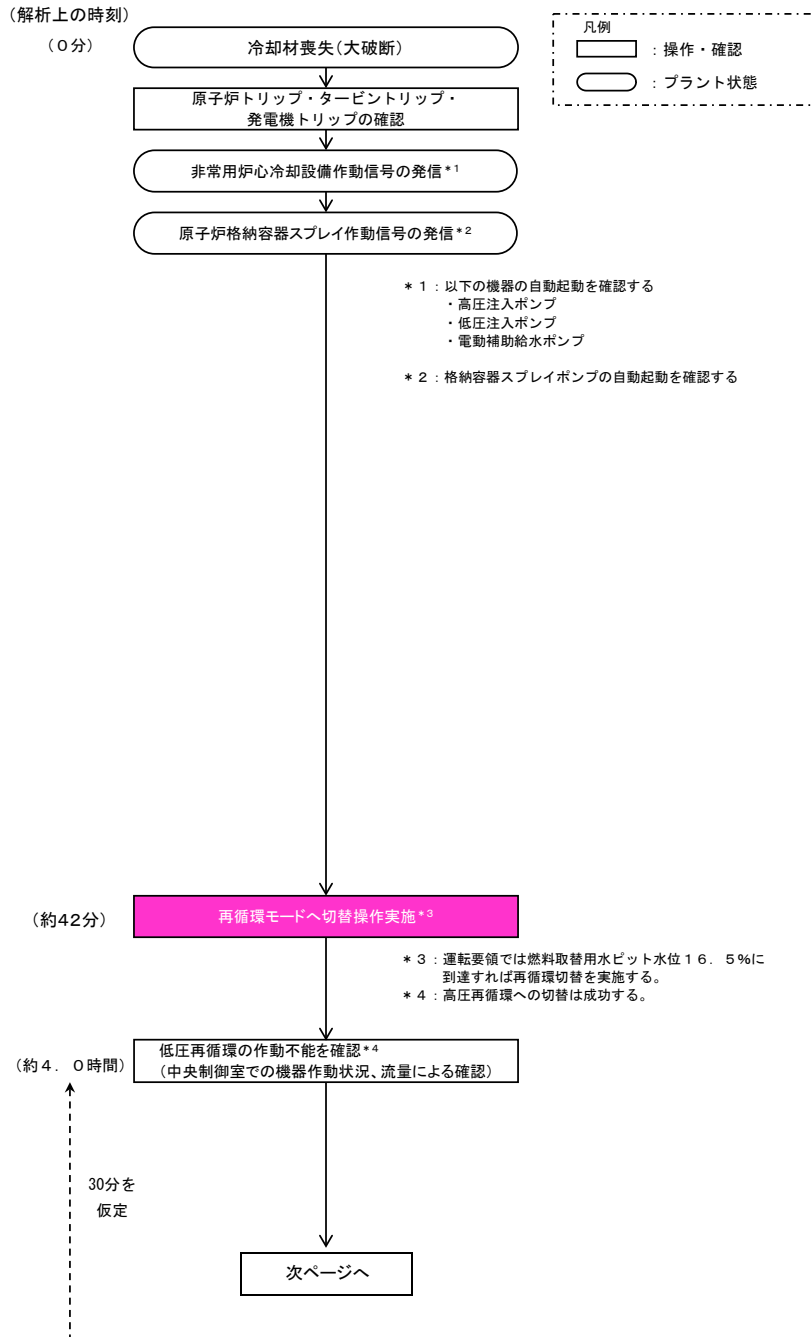 (解析上の時刻)
凡例
：操作・確認
：プラント状態
(０分)
冷却材喪失(大破断)
原子炉トリップ・タービントリップ・
発電機トリップの確認
非常用炉心冷却設備作動信号の発信*1
原子炉格納容器スプレイ作動信号の発信*2
＊１：以下の機器の自動起動を確認する
・高圧注入ポンプ
・低圧注入ポンプ
・電動補助給水ポンプ
＊２：格納容器スプレイポンプの自動起動を確認する
(約42分)
再循環モードへ切替操作実施*3
＊３：運転要領では燃料取替用水ピット水位１６．５％に
到達すれば再循環切替を実施する。
＊４：高圧再循環への切替は成功する。
(約４．０時間)
低圧再循環の作動不能を確認*4
(中央制御室での機器作動状況、流量による確認)
30分を
仮定
次ページへ